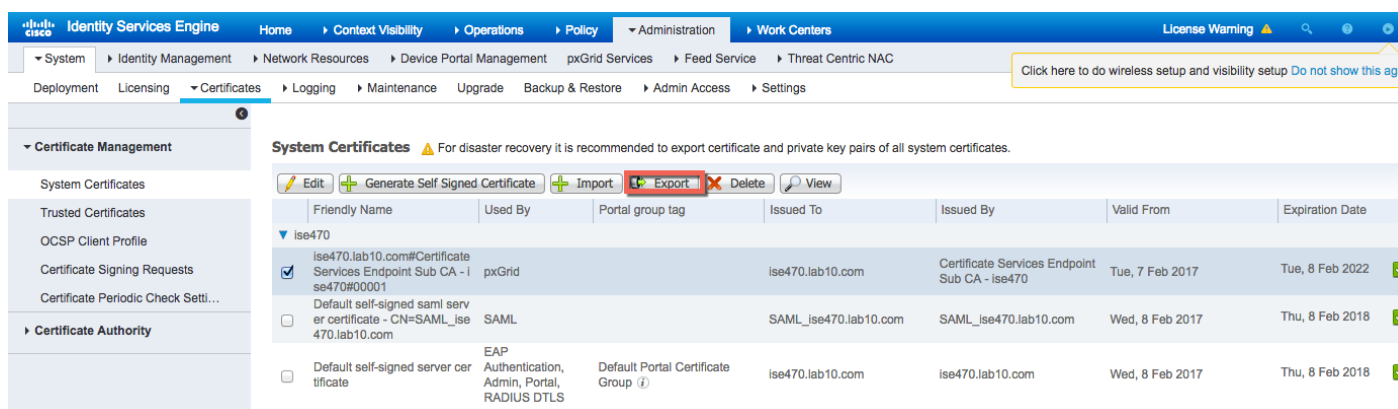 cisco Identity Services Engine Home Context Visibility Operations Policy Administration Work Centers License Warning
System Identity Management Network Resources Device Portal Management pxGrid Services Feed Service Threat Centric NAC
Click here to do wireless setup and visibility setup Do not show this ag
Deployment Licensing Certificates Logging Maintenance Upgrade Backup & Restore Admin Access Settings
Certificate Management
System Certificates
Trusted Certificates
OCSP Client Profile
Certificate Signing Requests
Certificate Periodic Check Setti...
Certificate Authority
System Certificates For disaster recovery it is recommended to export certificate and private key pairs of all system certificates.
Edit Generate Self Signed Certificate Import Export Delete View
Friendly Name Used By Portal group tag Issued To Issued By Valid From Expiration Date
ise470
ise470.lab10.com#Certificate
Services Endpoint Sub CA - i
se470#00001
pxGrid
ise470.lab10.com
Certificate Services Endpoint
Sub CA - ise470
Tue, 7 Feb 2017
Tue, 8 Feb 2022
Default self-signed saml serv
er certificate - CN=SAML_ise
470.lab10.com
SAML
SAML_ise470.lab10.com
SAML_ise470.lab10.com
Wed, 8 Feb 2017
Thu, 8 Feb 2018
Default self-signed server cer
tificate
EAP
Authentication,
Admin, Portal,
RADIUS DTLS
Default Portal Certificate
Group
ise470.lab10.com
ise470.lab10.com
Wed, 8 Feb 2017
Thu, 8 Feb 2018